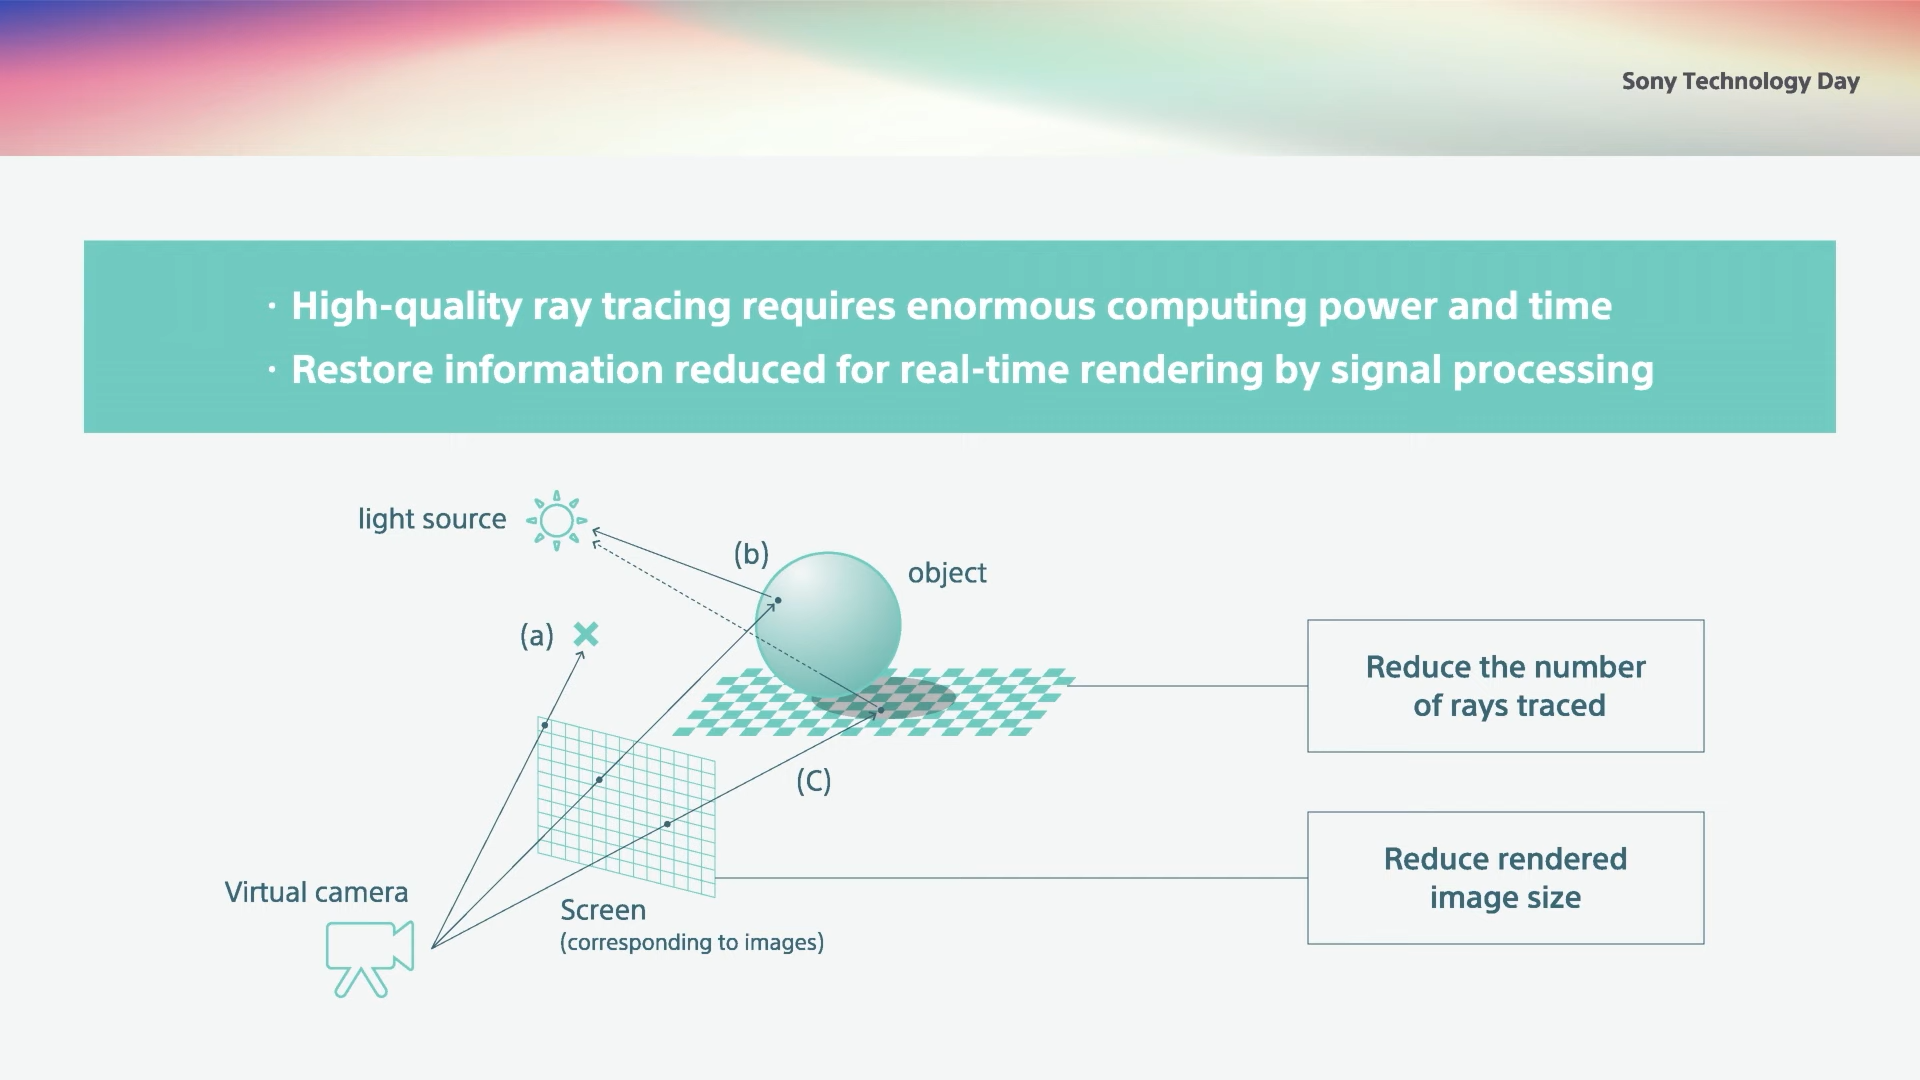 Sony Technology Day
· High-quality ray tracing requires enormous computing power and time
· Restore information reduced for real-time rendering by signal processing
light source
(b)
object
(a)
Reduce the number
of rays traced
(C)
Reduce rendered
image size
Virtual camera
Screen
(corresponding to images)